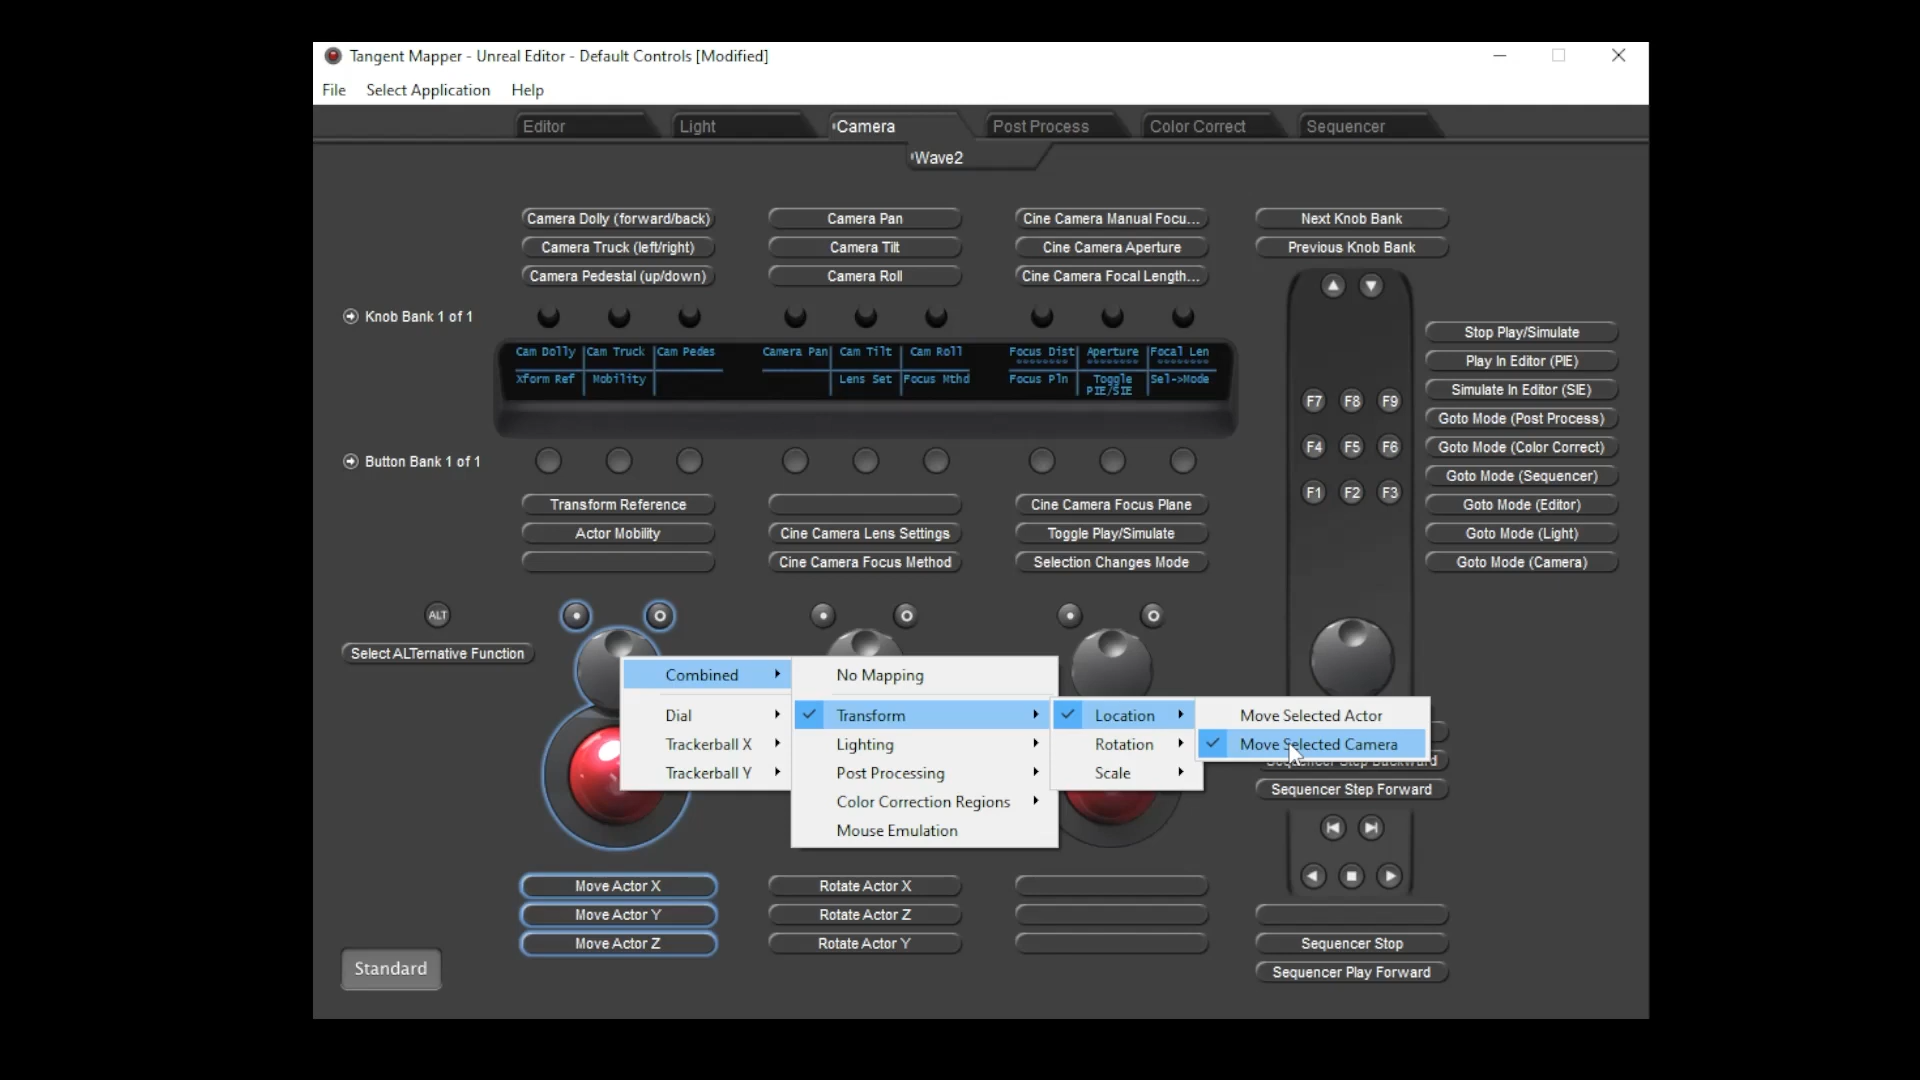 Tangent Mapper - Unreal Editor - Default Controls [Modified]
File Select Application Help
Editor Light Camera Post Process Color Correct Sequencer
Wave2
Camera Dolly (forward/back) Camera Pan Cine Camera Manual Focu... Next Knob Bank
Camera Truck (left/right) Camera Tilt Cine Camera Aperture Previous Knob Bank
Camera Pedestal (up/down) Camera Roll Cine Camera Focal Length...
Knob Bank 1 of 1
Cam Dolly Cam Truck Cam Pedes Camera Pan Cam Tilt Cam Roll Focus Dist Aperture Focal Len
Xform Ref Mobility Lens Set Focus Mthd Focus Pln Toggle PIE/SIE Sel->Mode
Stop Play/Simulate
Play In Editor (PIE)
Simulate In Editor (SIE)
Goto Mode (Post Process)
Goto Mode (Color Correct)
Goto Mode (Sequencer)
Goto Mode (Editor)
Goto Mode (Light)
Goto Mode (Camera)
F7 F8 F9
F4 F5 F6
F1 F2 F3
Button Bank 1 of 1
Transform Reference Cine Camera Focus Plane
Actor Mobility Cine Camera Lens Settings Toggle Play/Simulate
Cine Camera Focus Method Selection Changes Mode
ALT
Select ALTernative Function
Combined
Dial
Trackerball X
Trackerball Y
No Mapping
Transform
Lighting
Post Processing
Color Correction Regions
Mouse Emulation
Location
Rotation
Scale
Move Selected Actor
Move Selected Camera
Sequencer Step Backward
Sequencer Step Forward
Move Actor X Rotate Actor X
Move Actor Y Rotate Actor Z
Move Actor Z Rotate Actor Y Sequencer Stop
Sequencer Play Forward
Standard